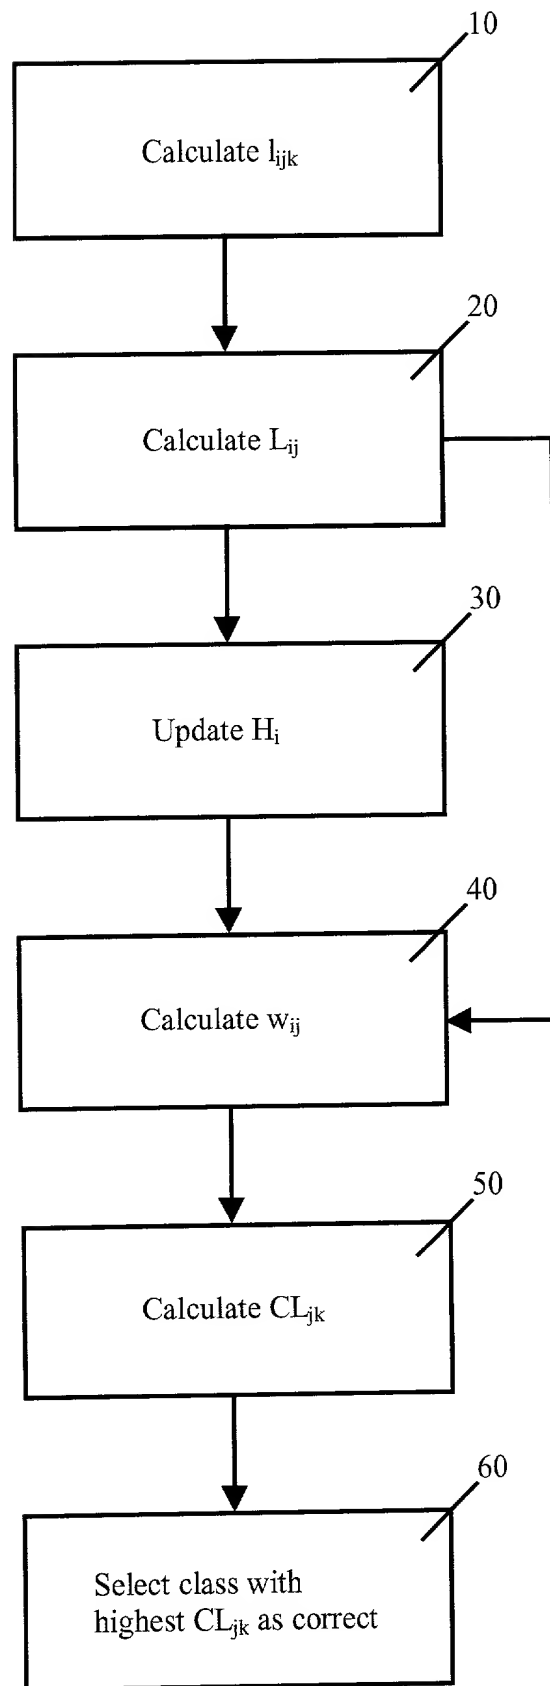 10
Calculate l_ijk
20
Calculate L_ij
30
Update H_i
40
Calculate w_ij
50
Calculate CL_jk
60
Select class with
highest CL_jk as correct